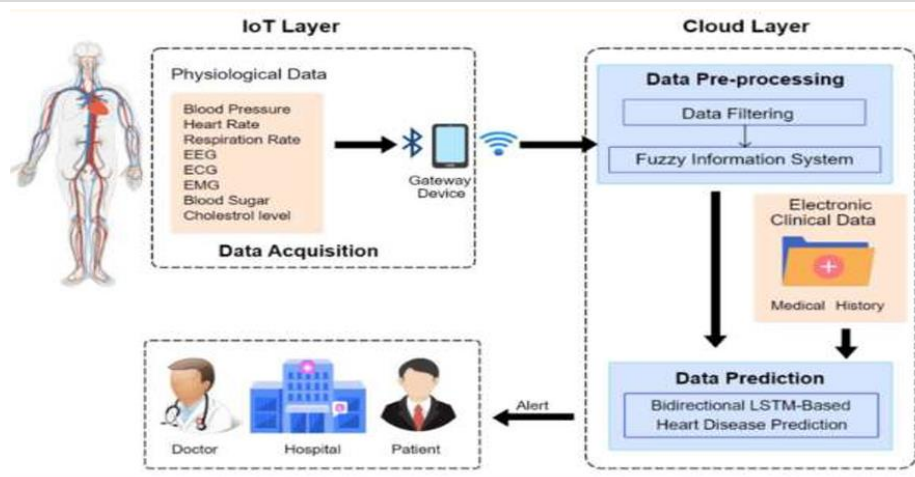 IoT Layer
Physiological Data
Blood Pressure
Heart Rate
Respiration Rate
EEG
ECG
EMG
Blood Sugar
Cholestrol level
Data Acquisition
Gateway
Device
Cloud Layer
Data Pre-processing
Data Filtering
Fuzzy Information System
Electronic
Clinical Data
Medical History
Data Prediction
Bidirectional LSTM-Based
Heart Disease Prediction
Alert
Doctor
Hospital
Patient